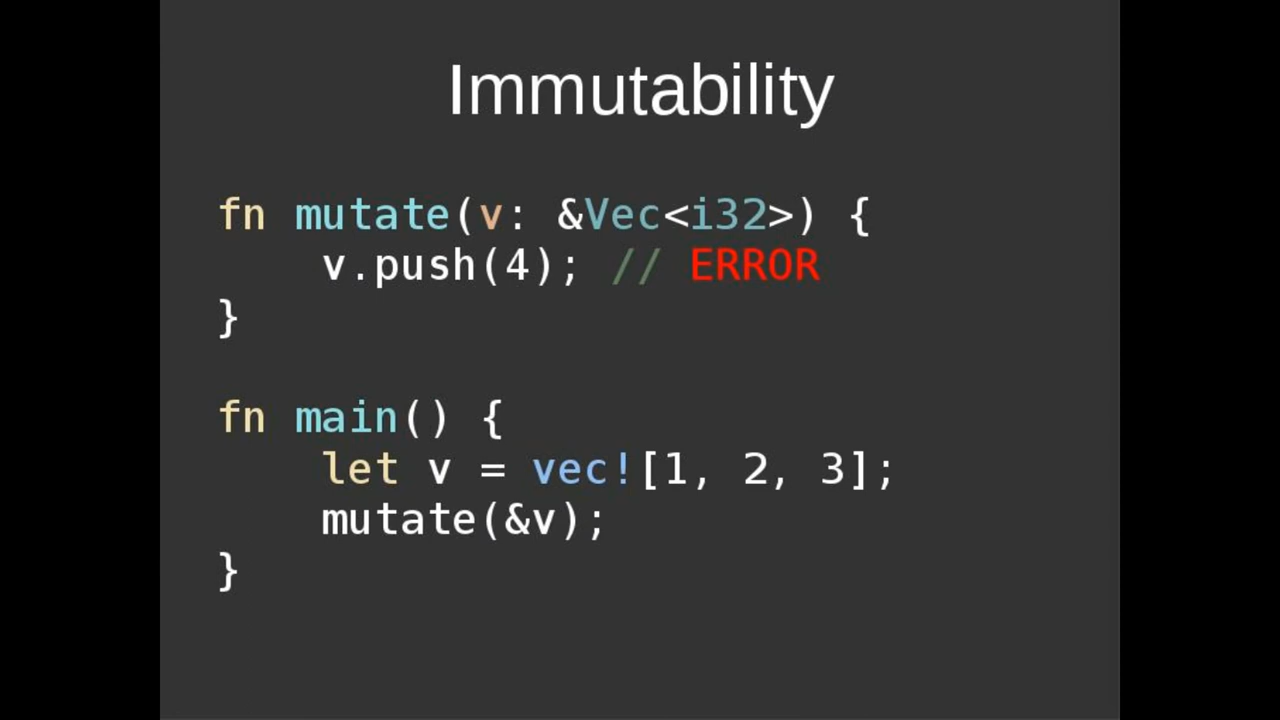 Immutability
fn mutate(v: &Vec<i32>) {
    v.push(4); // ERROR
}
fn main() {
    let v = vec![1, 2, 3];
    mutate(&v);
}